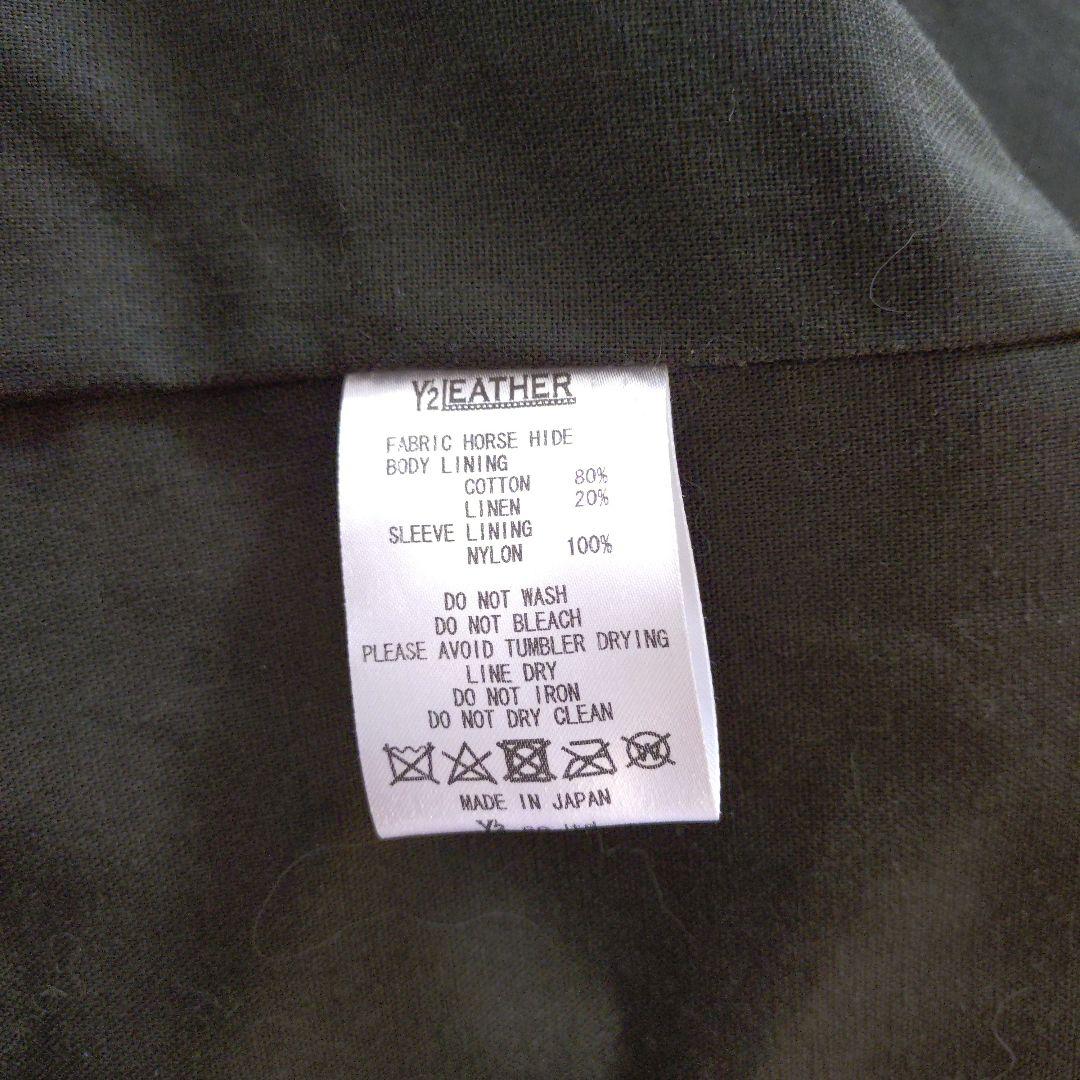 Y'2 LEATHER
FABRIC HORSE HIDE
BODY LINING
COTTON 80%
LINEN 20%
SLEEVE LINING
NYLON 100%
DO NOT WASH
DO NOT BLEACH
PLEASE AVOID TUMBLER DRYING
LINE DRY
DO NOT IRON
DO NOT DRY CLEAN
W
MADE IN JAPAN